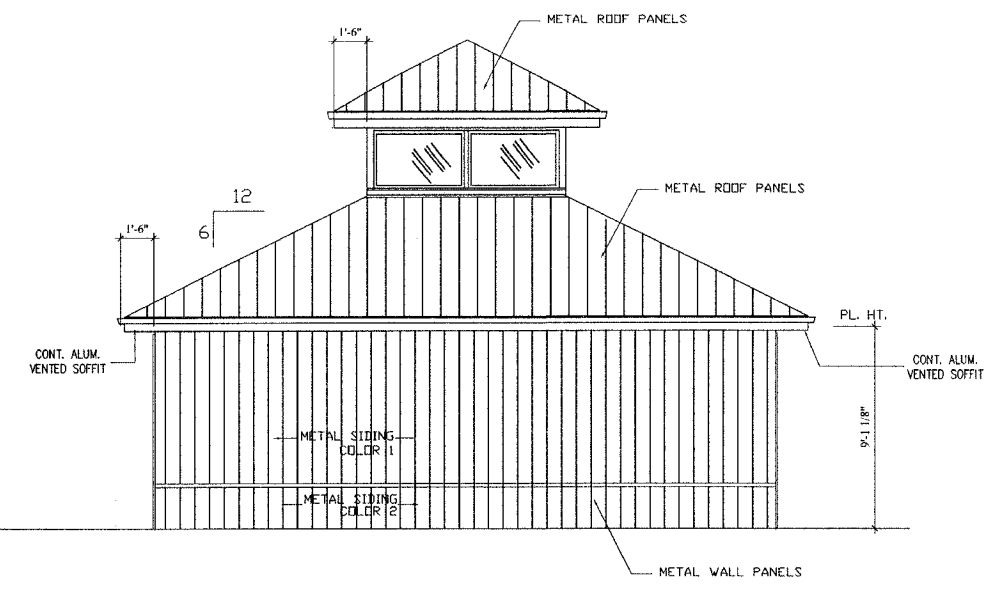 METAL ROOF PANELS
1'-6"
METAL ROOF PANELS
12
6
1'-6"
PL. HT.
CONT. ALUM.
VENTED SOFFIT
CONT. ALUM.
VENTED SOFFIT
9'-1 1/8"
METAL SIDING
COLOR 1
METAL SIDING
COLOR 2
METAL WALL PANELS